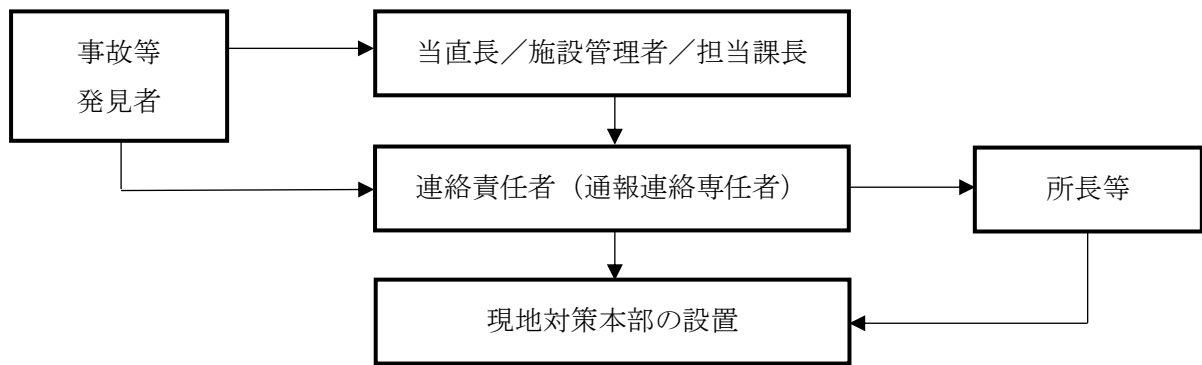 事故等
発見者
当直長／施設管理者／担当課長
連絡責任者（通報連絡専任者）
所長等
現地対策本部の設置